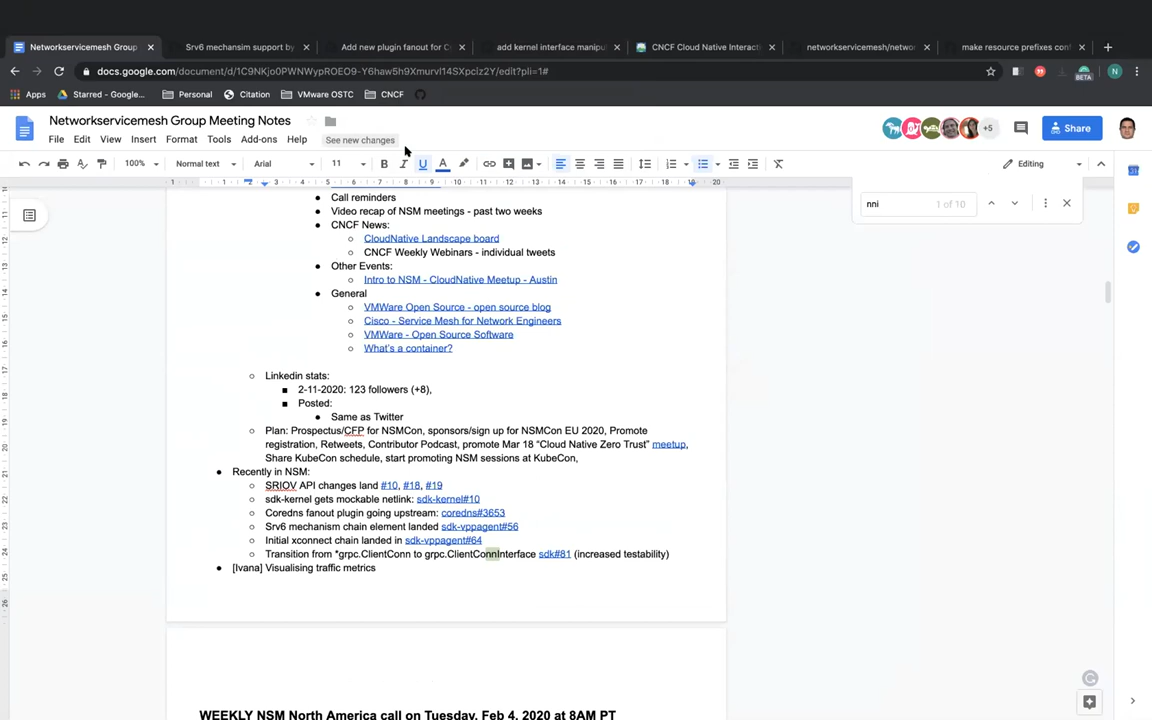 Networkservicemesh Group
Srv6 mechansim support by
Add new plugin fanout for C
add kernel interface manipul
CNCF Cloud Native Interacti
networkservicemesh/netwo
make resource prefixes conf
docs.google.com/document/d/1C9NKjo0PWNWypROEO9-Y6haw5h9Xmurvl14SXpciz2Y/edit?pli=1#
BETA
N
Apps
Starred - Google...
Personal
Citation
VMware OSTC
CNCF
Networkservicemesh Group Meeting Notes
File Edit View Insert Format Tools Add-ons Help See new changes
+5
Share
100% Normal text Arial 11 B I U A
Editing
nni 1 of 10
Call reminders
Video recap of NSM meetings - past two weeks
CNCF News:
CloudNative Landscape board
CNCF Weekly Webinars - individual tweets
Other Events:
Intro to NSM - CloudNative Meetup - Austin
General
VMWare Open Source - open source blog
Cisco - Service Mesh for Network Engineers
VMWare - Open Source Software
What's a container?
Linkedin stats:
2-11-2020: 123 followers (+8),
Posted:
Same as Twitter
Plan: Prospectus/CFP for NSMCon, sponsors/sign up for NSMCon EU 2020, Promote
registration, Retweets, Contributor Podcast, promote Mar 18 “Cloud Native Zero Trust” meetup,
Share KubeCon schedule, start promoting NSM sessions at KubeCon,
Recently in NSM:
SRIOV API changes land #10, #18, #19
sdk-kernel gets mockable netlink: sdk-kernel#10
Coredns fanout plugin going upstream: coredns#3653
Srv6 mechanism chain element landed sdk-vppagent#56
Initial xconnect chain landed in sdk-vppagent#64
Transition from *grpc.ClientConn to grpc.ClientConnInterface sdk#81 (increased testability)
[Ivana] Visualising traffic metrics
WEEKLY NSM North America call on Tuesday, Feb 4, 2020 at 8AM PT